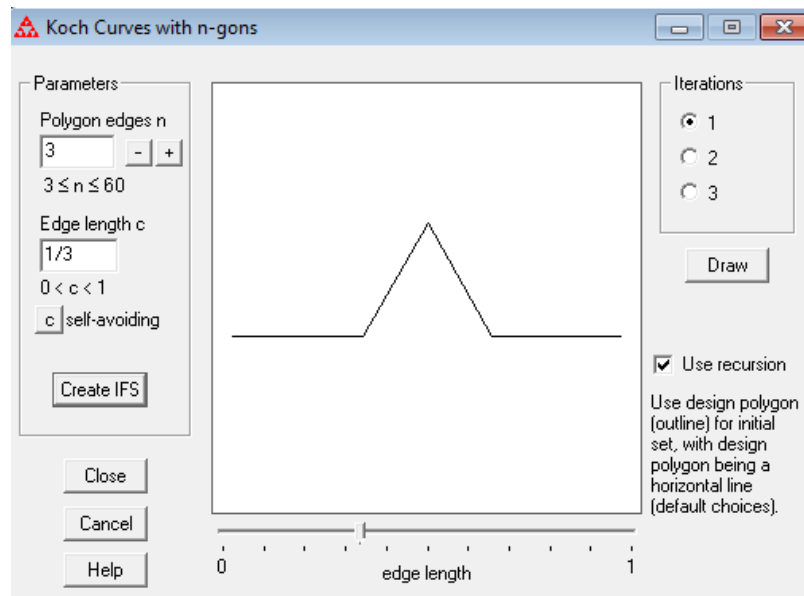 Koch Curves with n-gons
Parameters
Polygon edges n
3
- +
3 ≤ n ≤ 60
Edge length c
1/3
0 < c < 1
c self-avoiding
Create IFS
Close
Cancel
Help
0 1
edge length
Iterations
1
2
3
Draw
Use recursion
Use design polygon
(outline) for initial
set, with design
polygon being a
horizontal line
(default choices).